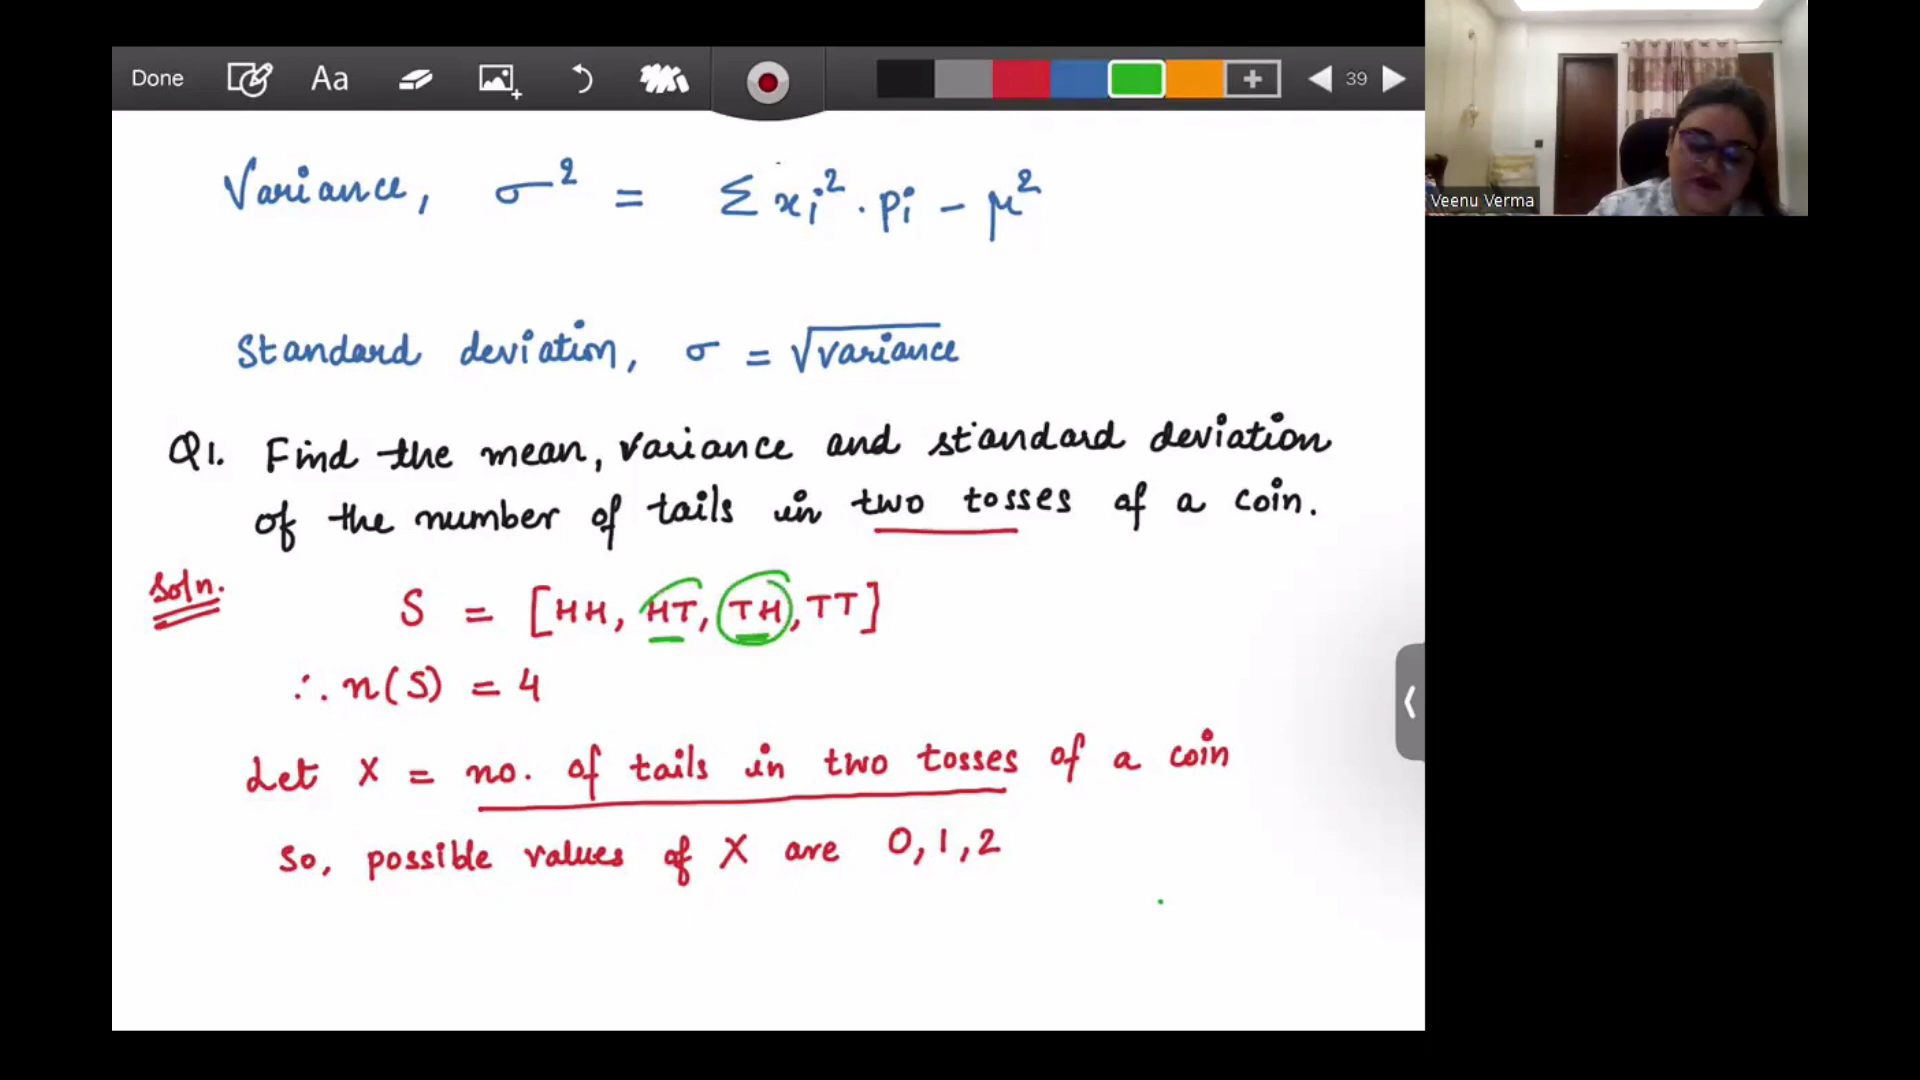 Done Aa 39
Variance, σ² = Σxi² . pi − μ²
Standard deviation, σ = √variance
Q1. Find the mean, variance and standard deviation
of the number of tails in two tosses of a coin.
Soln.
S = [HH, HT, TH, TT]
∴ n(S) = 4
Let X = no. of tails in two tosses of a coin
So, possible values of X are 0, 1, 2
Veenu Verma